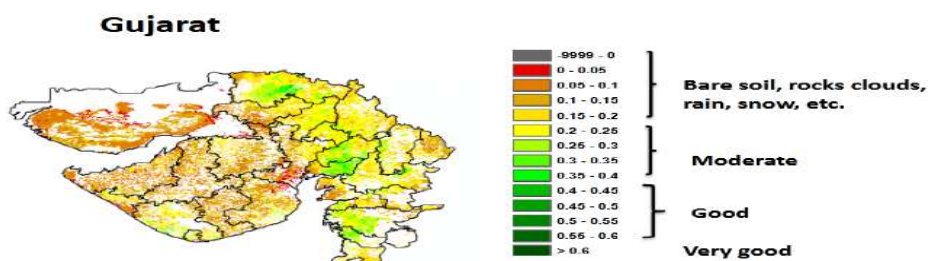 Gujarat
-9999 - 0
0 - 0.05
0.05 - 0.1
0.1 - 0.15
0.15 - 0.2
0.2 - 0.25
0.25 - 0.3
0.3 - 0.35
0.35 - 0.4
0.4 - 0.45
0.45 - 0.5
0.5 - 0.55
0.55 - 0.6
> 0.6
Bare soil, rocks clouds,
rain, snow, etc.
Moderate
Good
Very good